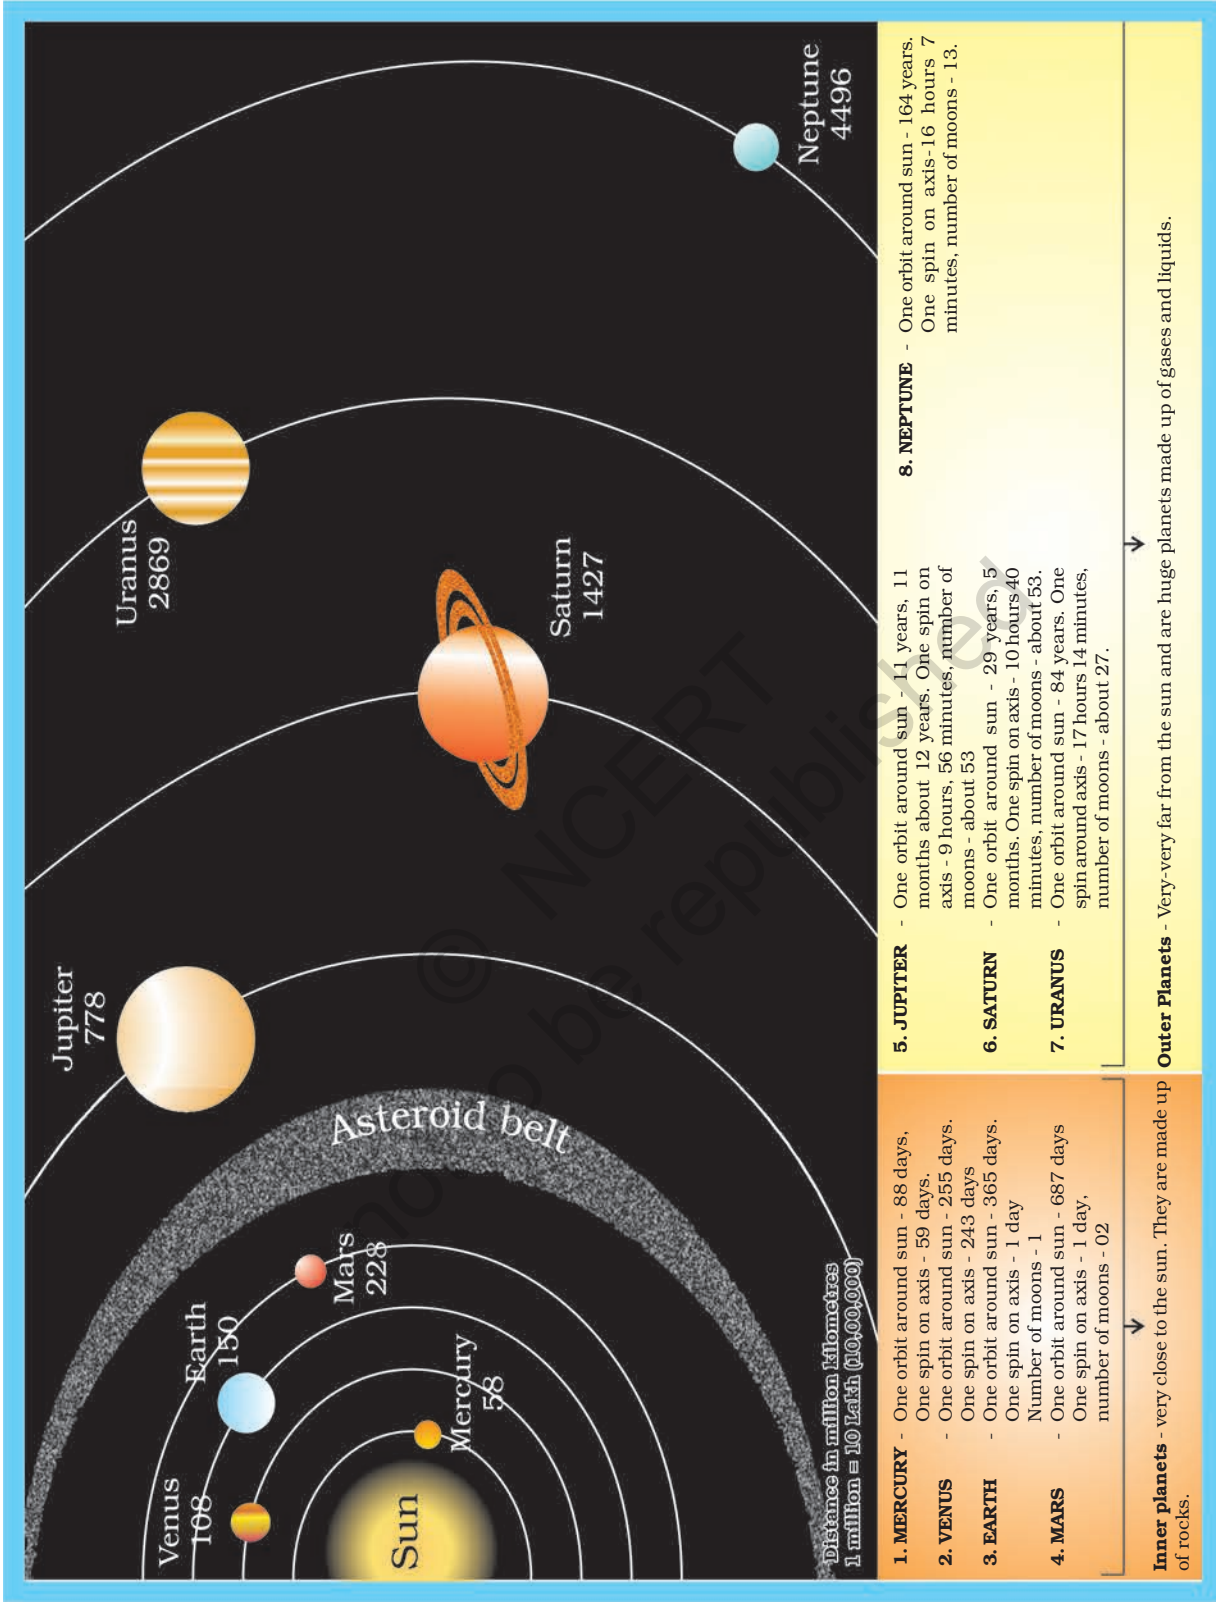 Sun
Mercury
58
Venus
108
Earth
150
Mars
228
Asteroid belt
Jupiter
778
Saturn
1427
Uranus
2869
Neptune
4496
Distance in million kilometres
1 million = 10 Lakh (10,00,000)
1. MERCURY - One orbit around sun - 88 days,
One spin on axis - 59 days.
2. VENUS - One orbit around sun - 255 days.
One spin on axis - 243 days
3. EARTH - One orbit around sun - 365 days.
One spin on axis - 1 day
Number of moons - 1
4. MARS - One orbit around sun - 687 days
One spin on axis - 1 day,
number of moons - 02
Inner planets - very close to the sun. They are made up
of rocks.
5. JUPITER - One orbit around sun - 11 years, 11
months about 12 years. One spin on
axis - 9 hours, 56 minutes, number of
moons - about 53
6. SATURN - One orbit around sun - 29 years, 5
months. One spin on axis - 10 hours 40
minutes, number of moons - about 53.
7. URANUS - One orbit around sun - 84 years. One
spin around axis - 17 hours 14 minutes,
number of moons - about 27.
8. NEPTUNE - One orbit around sun - 164 years.
One spin on axis-16 hours 7
minutes, number of moons - 13.
Outer Planets - Very-very far from the sun and are huge planets made up of gases and liquids.
© NCERT
not to be republished